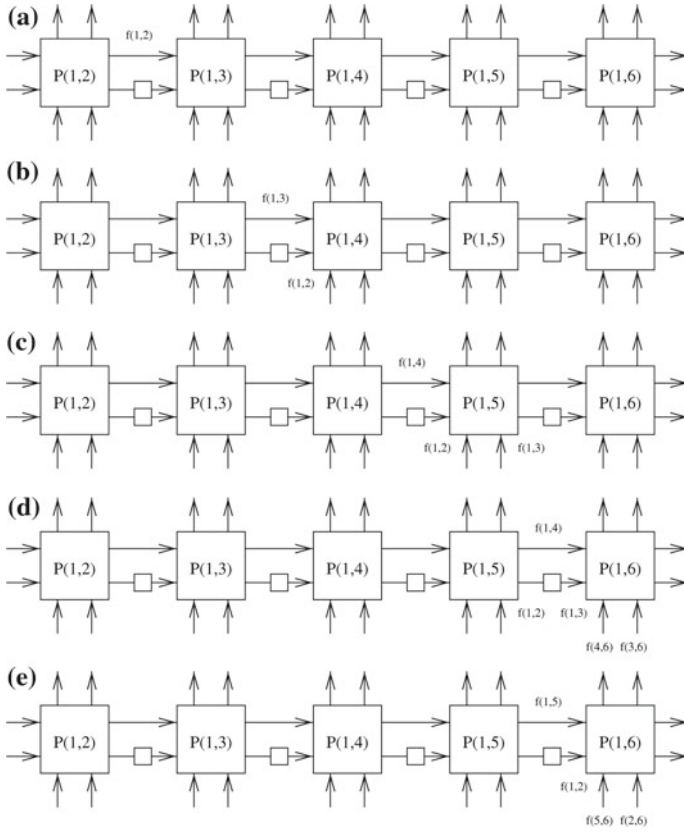 (a)
f(1,2)
P(1,2) P(1,3) P(1,4) P(1,5) P(1,6)
(b)
f(1,3)
P(1,2) P(1,3) P(1,4) P(1,5) P(1,6)
f(1,2)
(c)
f(1,4)
P(1,2) P(1,3) P(1,4) P(1,5) P(1,6)
f(1,2) f(1,3)
(d)
f(1,4)
P(1,2) P(1,3) P(1,4) P(1,5) P(1,6)
f(1,2) f(1,3)
f(4,6) f(3,6)
(e)
f(1,5)
P(1,2) P(1,3) P(1,4) P(1,5) P(1,6)
f(1,2)
f(5,6) f(2,6)